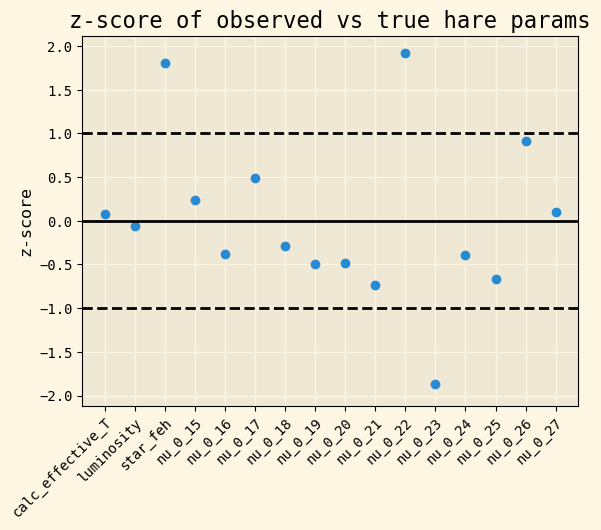 z-score of observed vs true hare params
2.0
1.5
1.0
0.5
0.0
−0.5
−1.0
−1.5
−2.0
z-score
calc_effective_T
luminosity
star_feh
nu_0_15
nu_0_16
nu_0_17
nu_0_18
nu_0_19
nu_0_20
nu_0_21
nu_0_22
nu_0_23
nu_0_24
nu_0_25
nu_0_26
nu_0_27